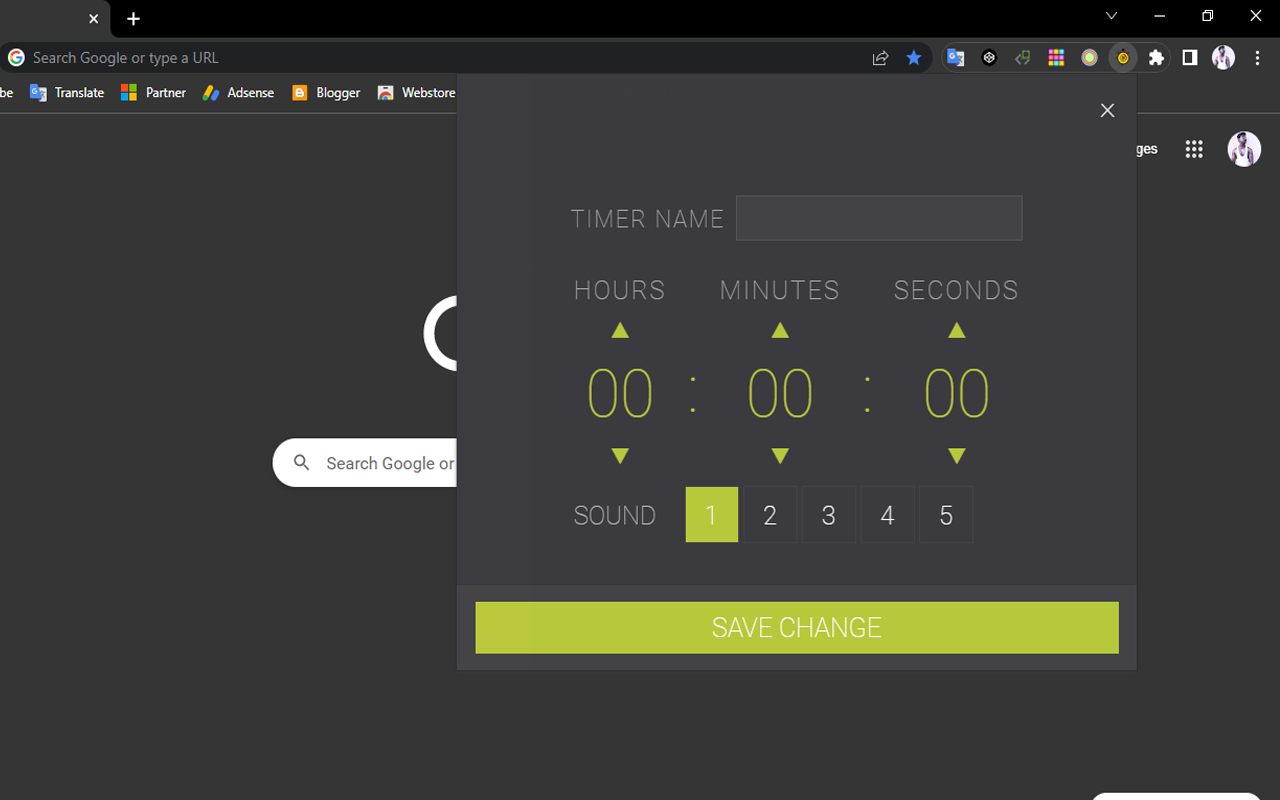 Search Google or type a URL
be Translate Partner Adsense Blogger Webstore
ges
TIMER NAME
HOURS MINUTES SECONDS
00 : 00 : 00
SOUND 1 2 3 4 5
Search Google or
SAVE CHANGE